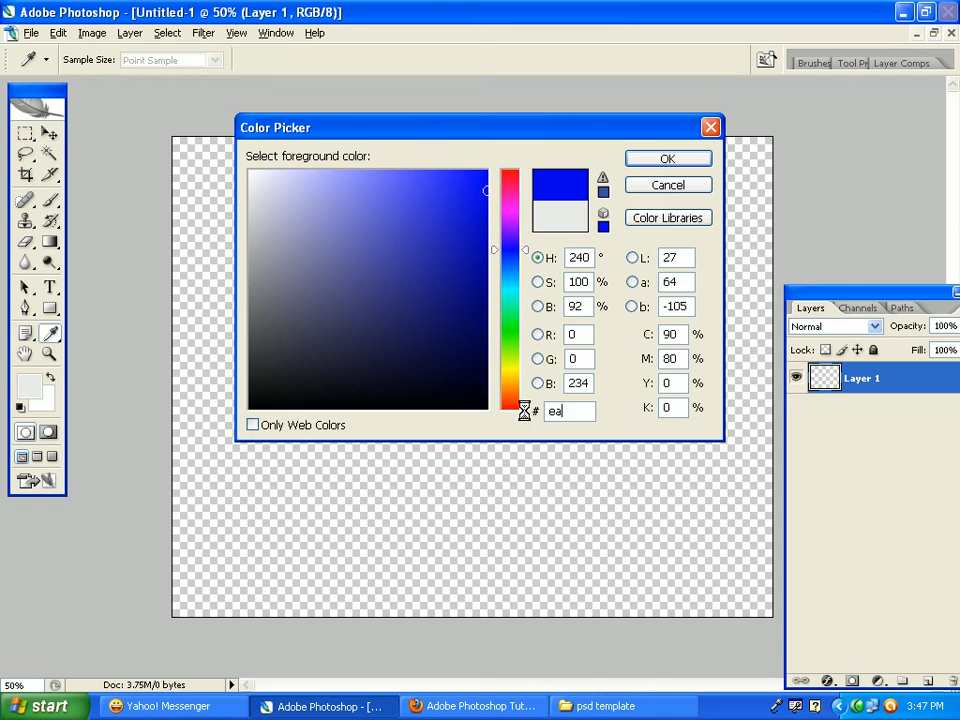 Adobe Photoshop - [Untitled-1 @ 50% (Layer 1, RGB/8)]
File Edit Image Layer Select Filter View Window Help
Sample Size: Point Sample
Brushes Tool Pr Layer Comps
Color Picker
Select foreground color:
OK
Cancel
Color Libraries
H: 240 ° L: 27
S: 100 % a: 64
B: 92 % b: -105
R: 0 C: 90 %
G: 0 M: 80 %
B: 234 Y: 0 %
# ea K: 0 %
Only Web Colors
Layers Channels Paths
Normal Opacity: 100%
Lock: Fill: 100%
Layer 1
50% Doc: 3.75M/0 bytes
start Yahoo! Messenger Adobe Photoshop - [... Adobe Photoshop Tut... psd template 3:47 PM